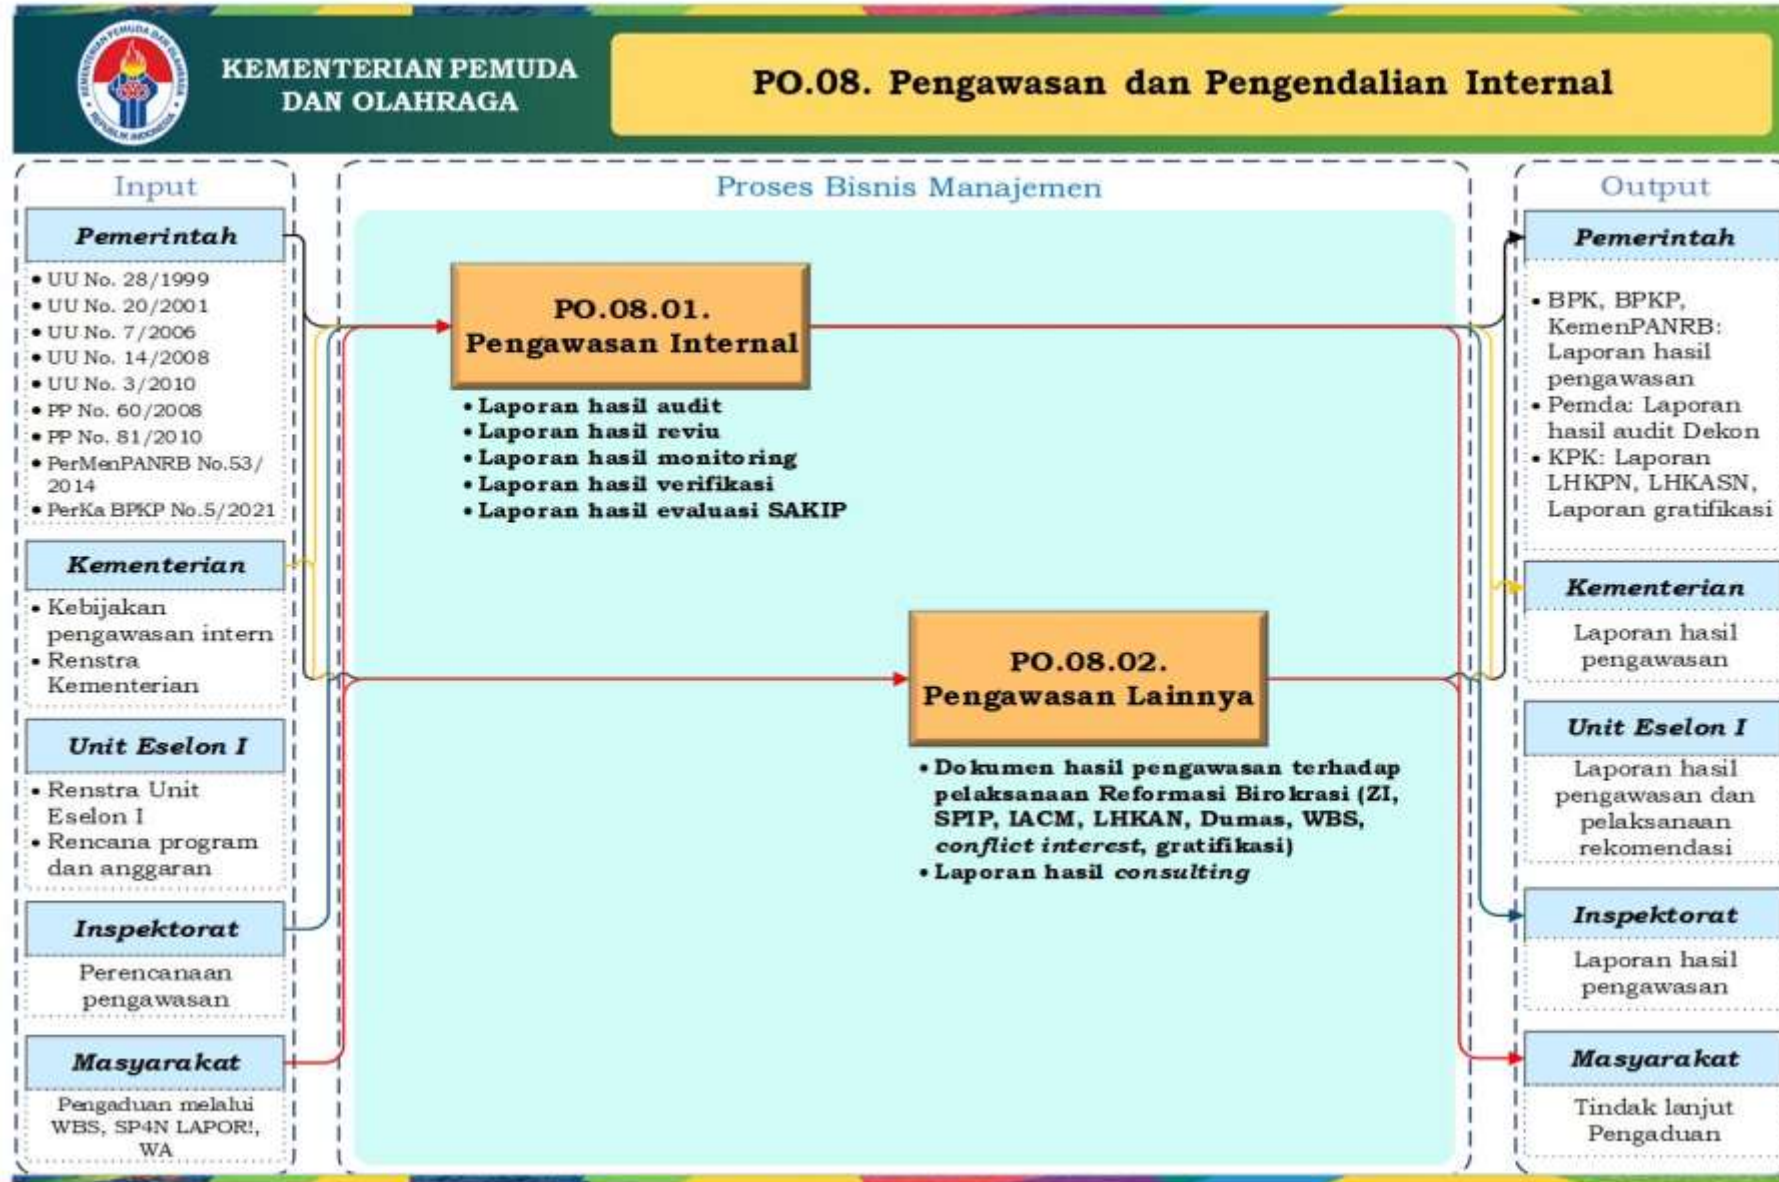 KEMENTERIAN PEMUDA DAN OLAHRAGA
REPUBLIK INDONESIA
KEMENTERIAN PEMUDA
DAN OLAHRAGA
PO.08. Pengawasan dan Pengendalian Internal
Input
Pemerintah
• UU No. 28/1999
• UU No. 20/2001
• UU No. 7/2006
• UU No. 14/2008
• UU No. 3/2010
• PP No. 60/2008
• PP No. 81/2010
• PerMenPANRB No.53/
2014
• PerKa BPKP No.5/2021
Kementerian
• Kebijakan
pengawasan intern
• Renstra
Kementerian
Unit Eselon I
• Renstra Unit
Eselon I
• Rencana program
dan anggaran
Inspektorat
Perencanaan
pengawasan
Masyarakat
Pengaduan melalui
WBS, SP4N LAPOR!,
WA
Proses Bisnis Manajemen
PO.08.01.
Pengawasan Internal
• Laporan hasil audit
• Laporan hasil reviu
• Laporan hasil monitoring
• Laporan hasil verifikasi
• Laporan hasil evaluasi SAKIP
PO.08.02.
Pengawasan Lainnya
• Dokumen hasil pengawasan terhadap
pelaksanaan Reformasi Birokrasi (ZI,
SPIP, IACM, LHKAN, Dumas, WBS,
conflict interest, gratifikasi)
• Laporan hasil consulting
Output
Pemerintah
• BPK, BPKP,
KemenPANRB:
Laporan hasil
pengawasan
• Pemda: Laporan
hasil audit Dekon
• KPK: Laporan
LHKPN, LHKASN,
Laporan gratifikasi
Kementerian
Laporan hasil
pengawasan
Unit Eselon I
Laporan hasil
pengawasan dan
pelaksanaan
rekomendasi
Inspektorat
Laporan hasil
pengawasan
Masyarakat
Tindak lanjut
Pengaduan